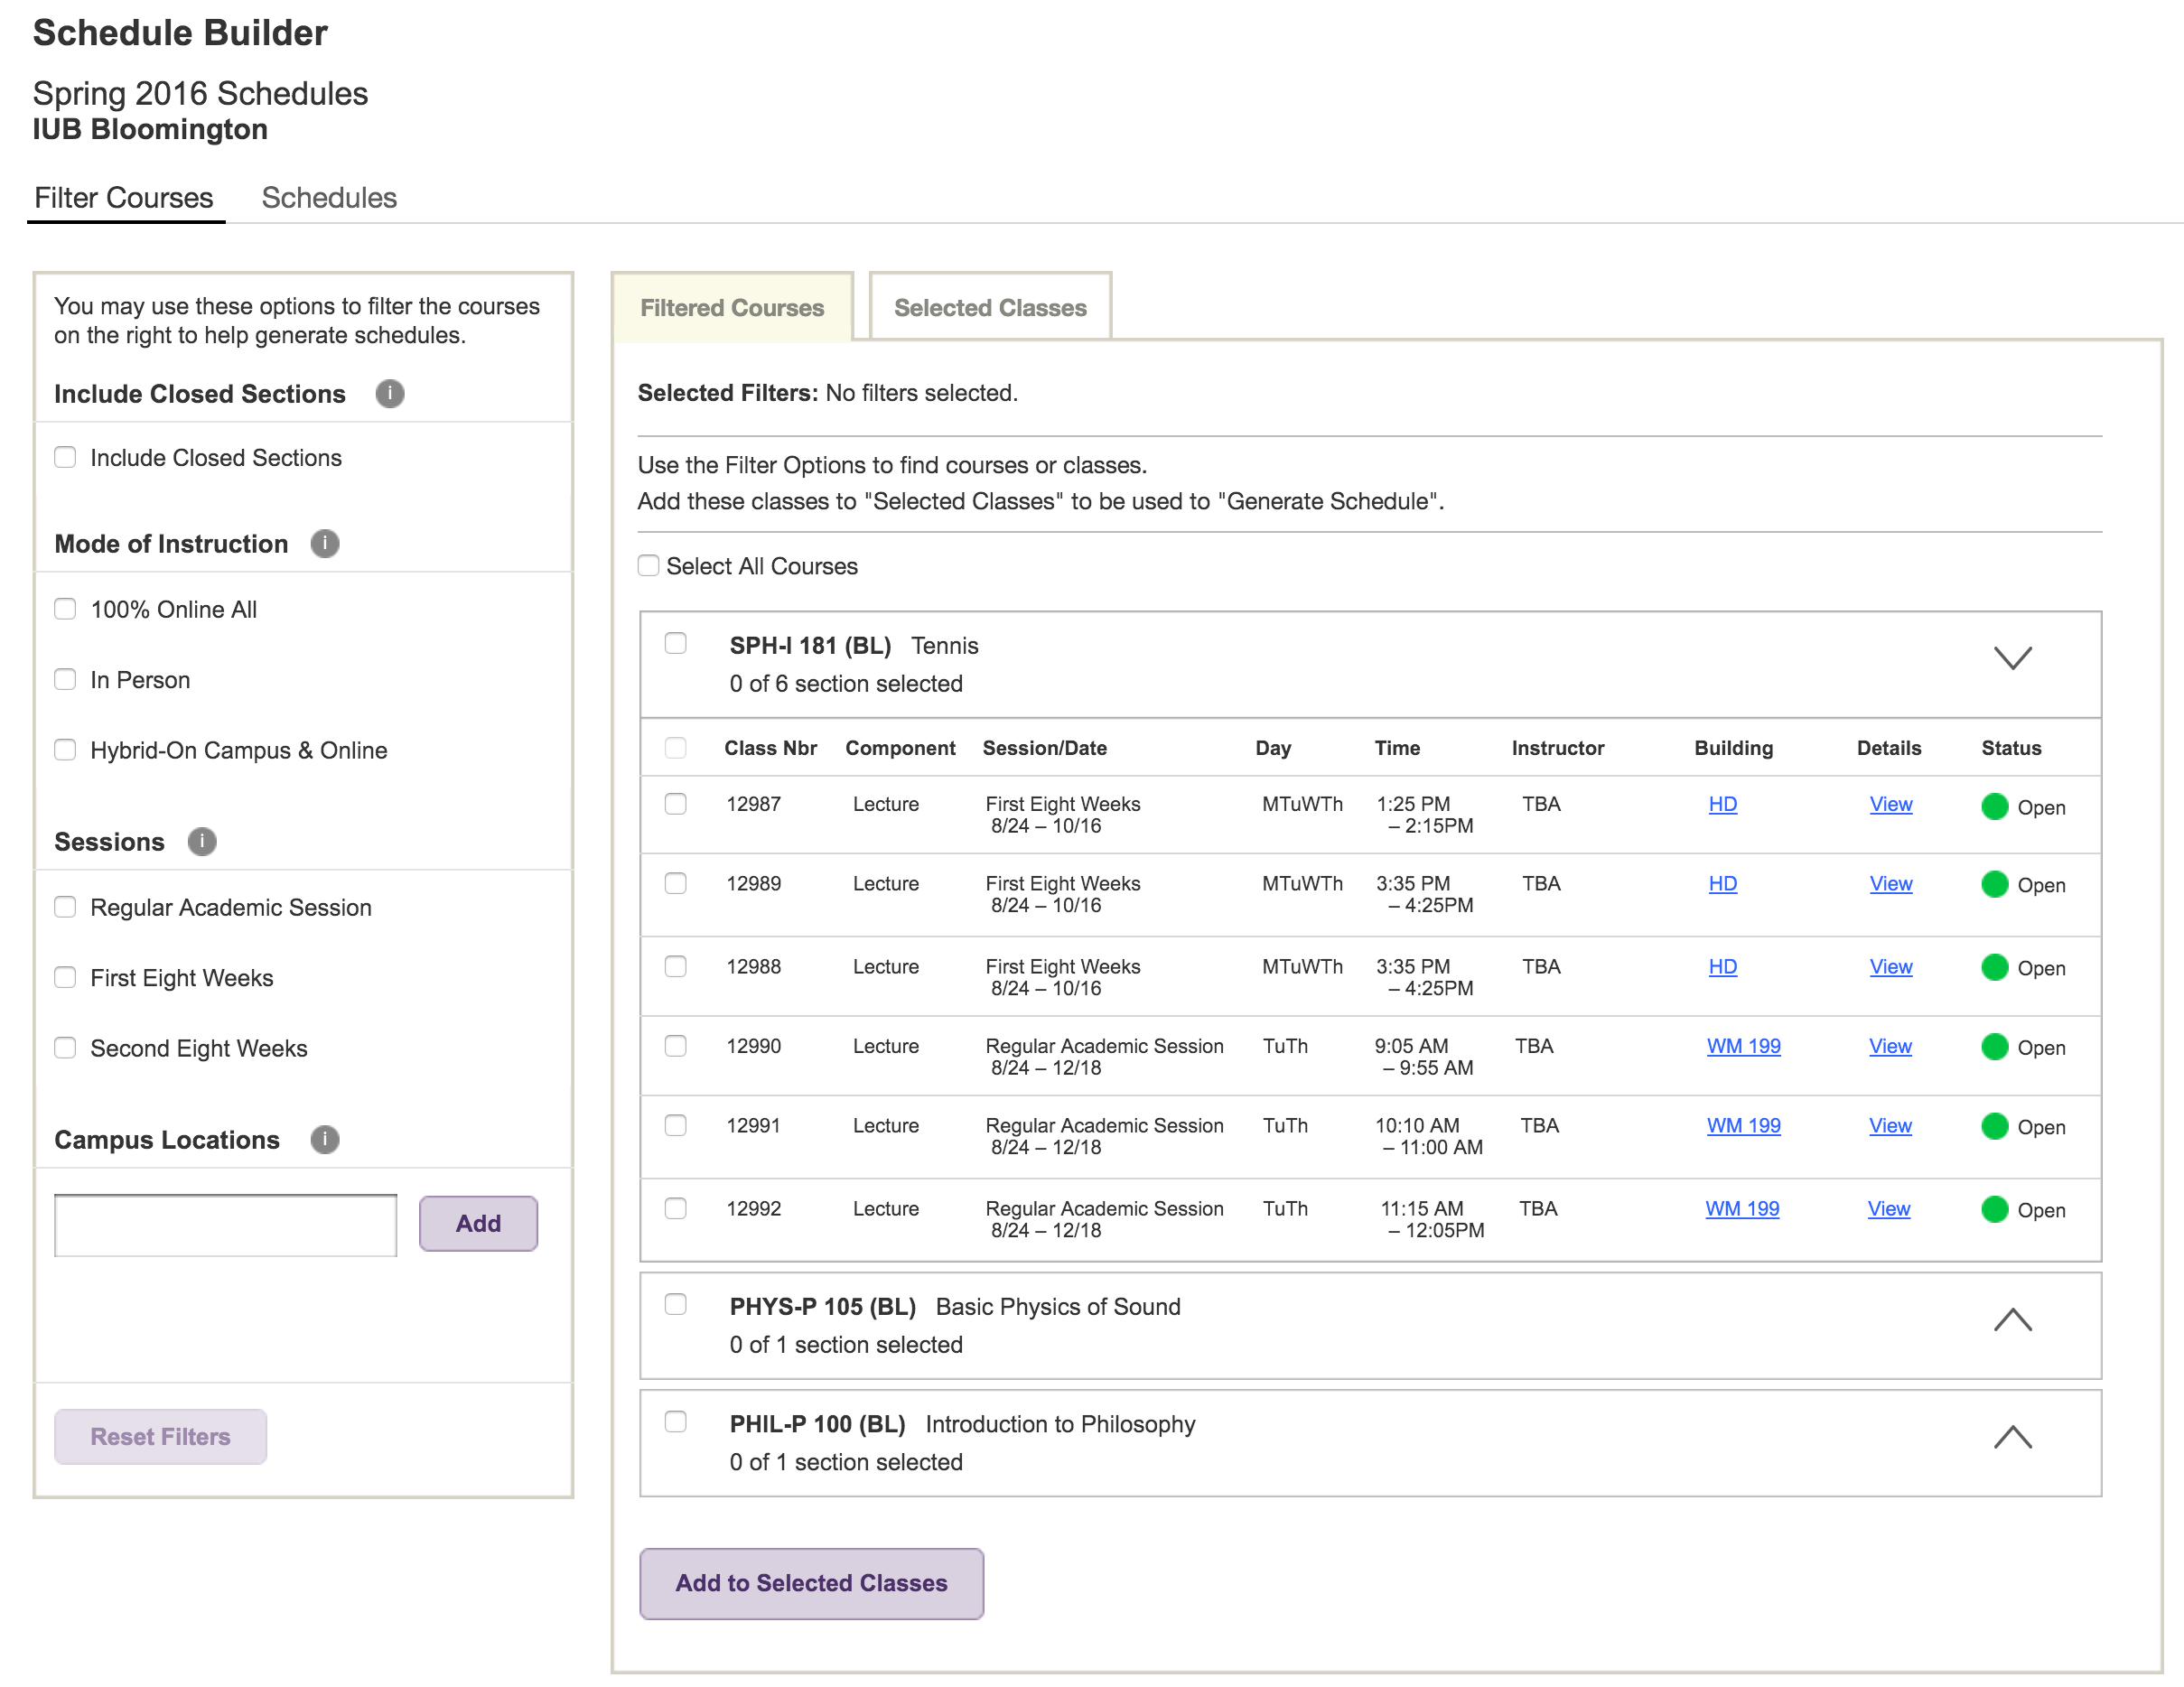 Schedule Builder
Spring 2016 Schedules
IUB Bloomington
Filter Courses Schedules
You may use these options to filter the courses
on the right to help generate schedules.
Include Closed Sections i
Include Closed Sections
Mode of Instruction i
100% Online All
In Person
Hybrid-On Campus & Online
Sessions i
Regular Academic Session
First Eight Weeks
Second Eight Weeks
Campus Locations i
Add
Reset Filters
Filtered Courses Selected Classes
Selected Filters: No filters selected.
Use the Filter Options to find courses or classes.
Add these classes to "Selected Classes" to be used to "Generate Schedule".
Select All Courses
SPH-I 181 (BL) Tennis
0 of 6 section selected
Class Nbr Component Session/Date Day Time Instructor Building Details Status
12987 Lecture First Eight Weeks MTuWTh 1:25 PM TBA HD View Open
8/24 – 10/16 – 2:15PM
12989 Lecture First Eight Weeks MTuWTh 3:35 PM TBA HD View Open
8/24 – 10/16 – 4:25PM
12988 Lecture First Eight Weeks MTuWTh 3:35 PM TBA HD View Open
8/24 – 10/16 – 4:25PM
12990 Lecture Regular Academic Session TuTh 9:05 AM TBA WM 199 View Open
8/24 – 12/18 – 9:55 AM
12991 Lecture Regular Academic Session TuTh 10:10 AM TBA WM 199 View Open
8/24 – 12/18 – 11:00 AM
12992 Lecture Regular Academic Session TuTh 11:15 AM TBA WM 199 View Open
8/24 – 12/18 – 12:05PM
PHYS-P 105 (BL) Basic Physics of Sound
0 of 1 section selected
PHIL-P 100 (BL) Introduction to Philosophy
0 of 1 section selected
Add to Selected Classes